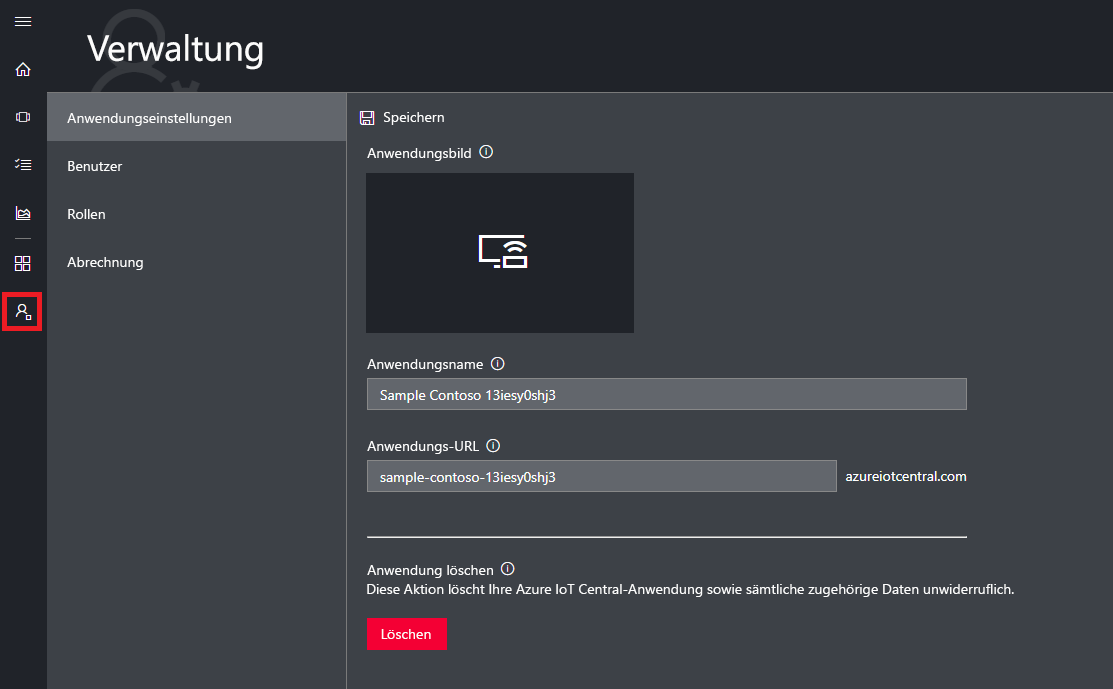 Verwaltung
Anwendungseinstellungen
Benutzer
Rollen
Abrechnung
Speichern
Anwendungsbild
Anwendungsname
Sample Contoso 13iesy0shj3
Anwendungs-URL
sample-contoso-13iesy0shj3 azureiotcentral.com
Anwendung löschen
Diese Aktion löscht Ihre Azure IoT Central-Anwendung sowie sämtliche zugehörige Daten unwiderruflich.
Löschen